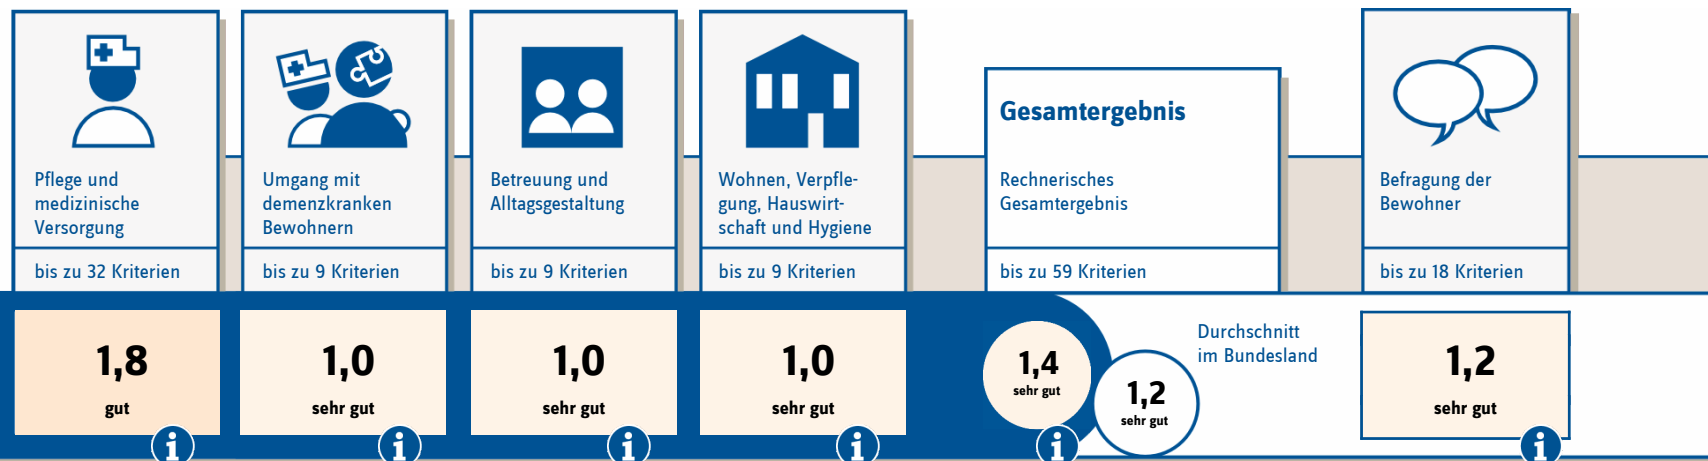 Pflege und
medizinische
Versorgung
bis zu 32 Kriterien
1,8
gut
i
Umgang mit
demenzkranken
Bewohnern
bis zu 9 Kriterien
1,0
sehr gut
i
Betreuung und
Alltagsgestaltung
bis zu 9 Kriterien
1,0
sehr gut
i
Wohnen, Verpfle-
gung, Hauswirt-
schaft und Hygiene
bis zu 9 Kriterien
1,0
sehr gut
i
Gesamtergebnis
Rechnerisches
Gesamtergebnis
bis zu 59 Kriterien
1,4
sehr gut
i
Durchschnitt
im Bundesland
1,2
sehr gut
Befragung der
Bewohner
bis zu 18 Kriterien
1,2
sehr gut
i